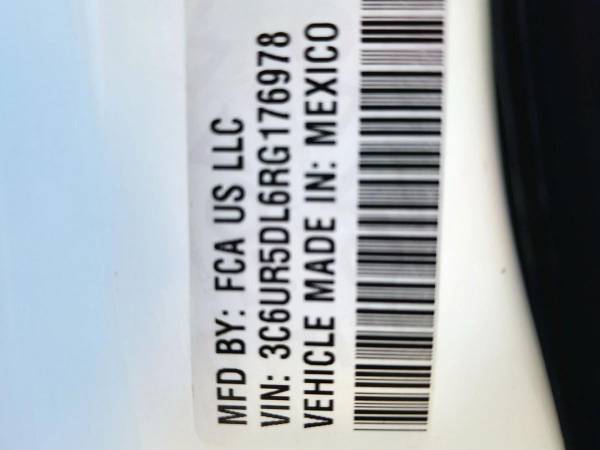 MFD BY: FCA US LLC
VIN: 3C6UR5DL6RG176978
VEHICLE MADE IN: MEXICO